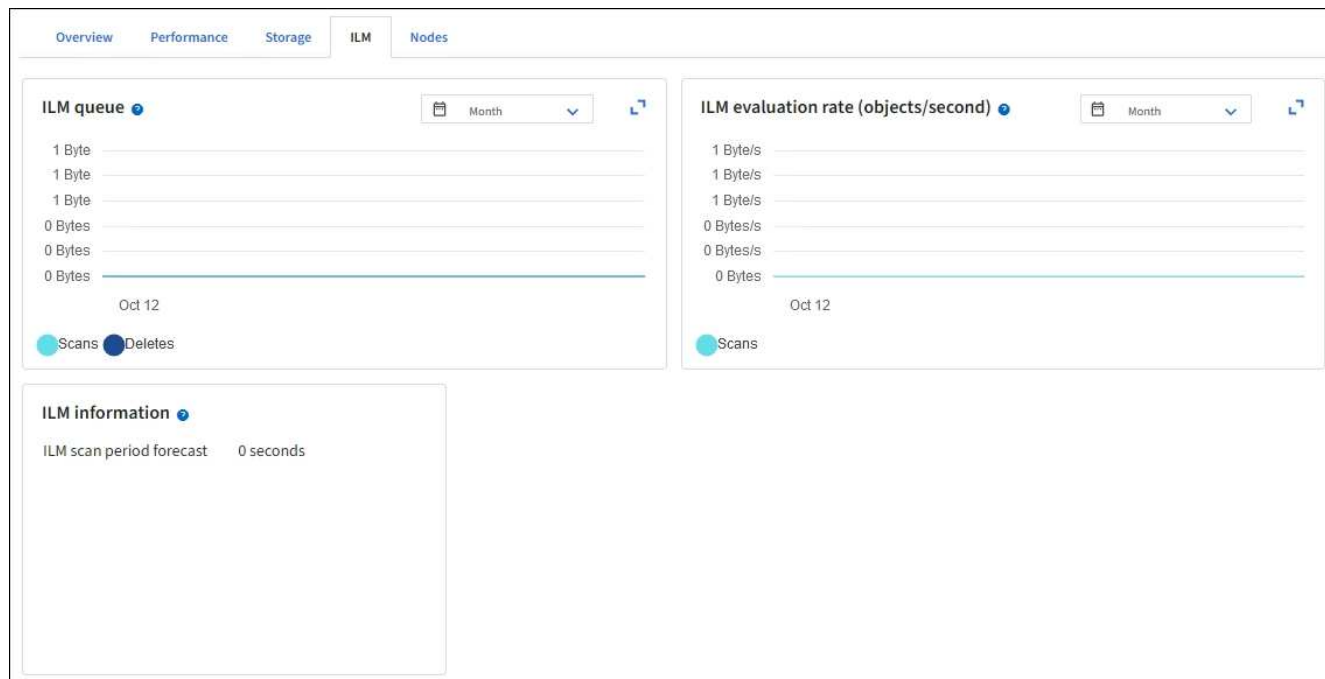 Overview Performance Storage ILM Nodes
ILM queue ?
Month
1 Byte
1 Byte
1 Byte
0 Bytes
0 Bytes
0 Bytes
Oct 12
Scans Deletes
ILM evaluation rate (objects/second) ?
Month
1 Byte/s
1 Byte/s
1 Byte/s
0 Bytes/s
0 Bytes/s
0 Bytes
Oct 12
Scans
ILM information ?
ILM scan period forecast 0 seconds